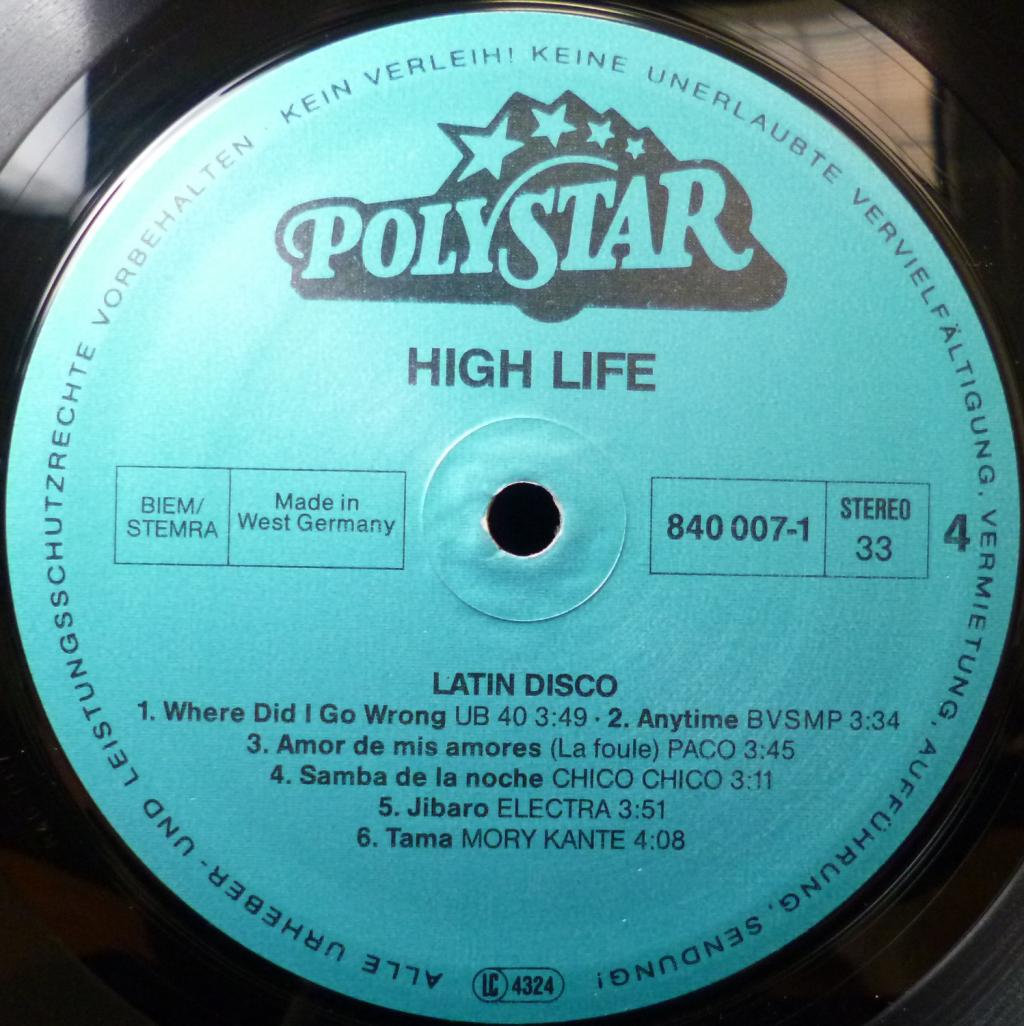 ALLE URHEBER- UND LEISTUNGSSCHUTZRECHTE VORBEHALTEN · KEIN VERLEIH! KEINE UNERLAUBTE VERVIELFÄLTIGUNG, VERMIETUNG, AUFFÜHRUNG, SENDUNG!
POLYSTAR
HIGH LIFE
BIEM/
STEMRA
Made in
West Germany
840 007-1
STEREO
33
4
LATIN DISCO
1. Where Did I Go Wrong UB 40 3:49 · 2. Anytime BVSMP 3:34
3. Amor de mis amores (La foule) PACO 3:45
4. Samba de la noche CHICO CHICO 3:11
5. Jibaro ELECTRA 3:51
6. Tama MORY KANTE 4:08
LC 4324